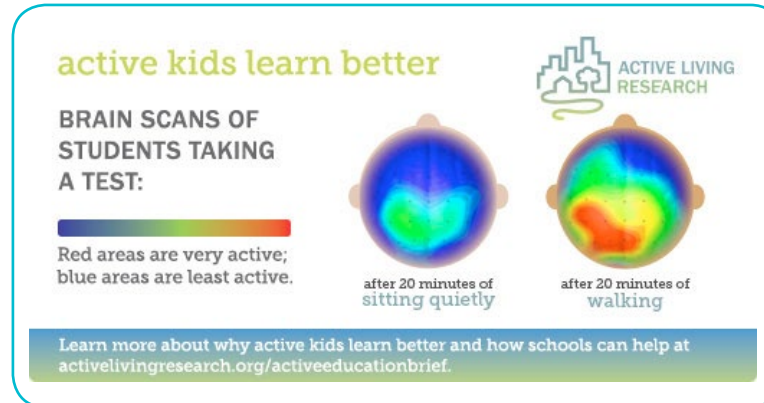 active kids learn better
ACTIVE LIVING
RESEARCH
BRAIN SCANS OF
STUDENTS TAKING
A TEST:
Red areas are very active;
blue areas are least active.
after 20 minutes of
sitting quietly
after 20 minutes of
walking
Learn more about why active kids learn better and how schools can help at
activelivingresearch.org/activeeducationbrief.